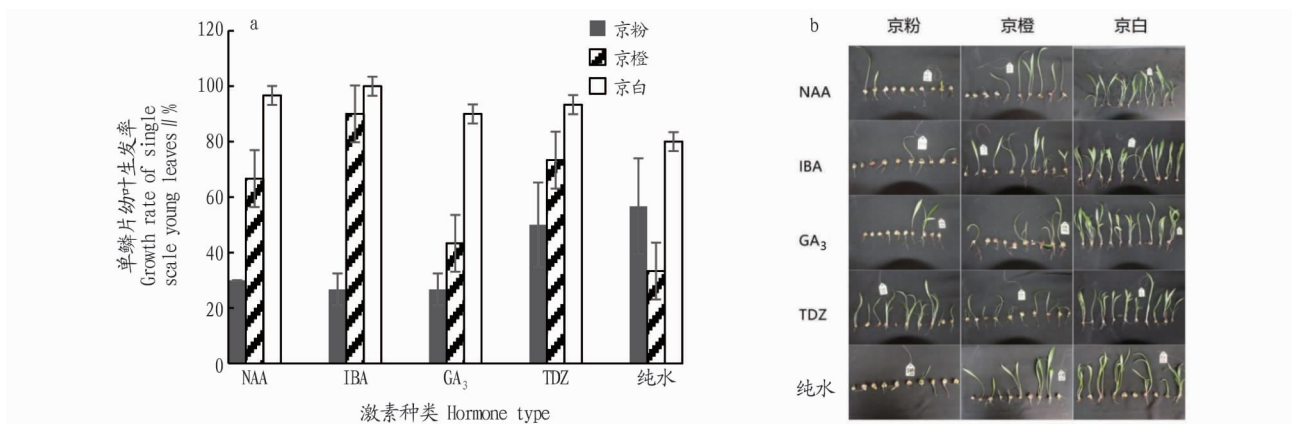 a
120
100
80
60
40
20
0
京粉
京橙
京白
单鳞片幼叶生发率
Growth rate of single
scale young leaves∥%
NAA IBA GA₃ TDZ 纯水
激素种类 Hormone type
b
京粉 京橙 京白
NAA
IBA
GA₃
TDZ
纯水